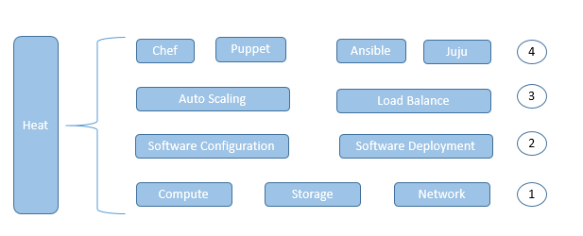 Heat
Chef Puppet Ansible Juju 4
Auto Scaling Load Balance 3
Software Configuration Software Deployment 2
Compute Storage Network 1